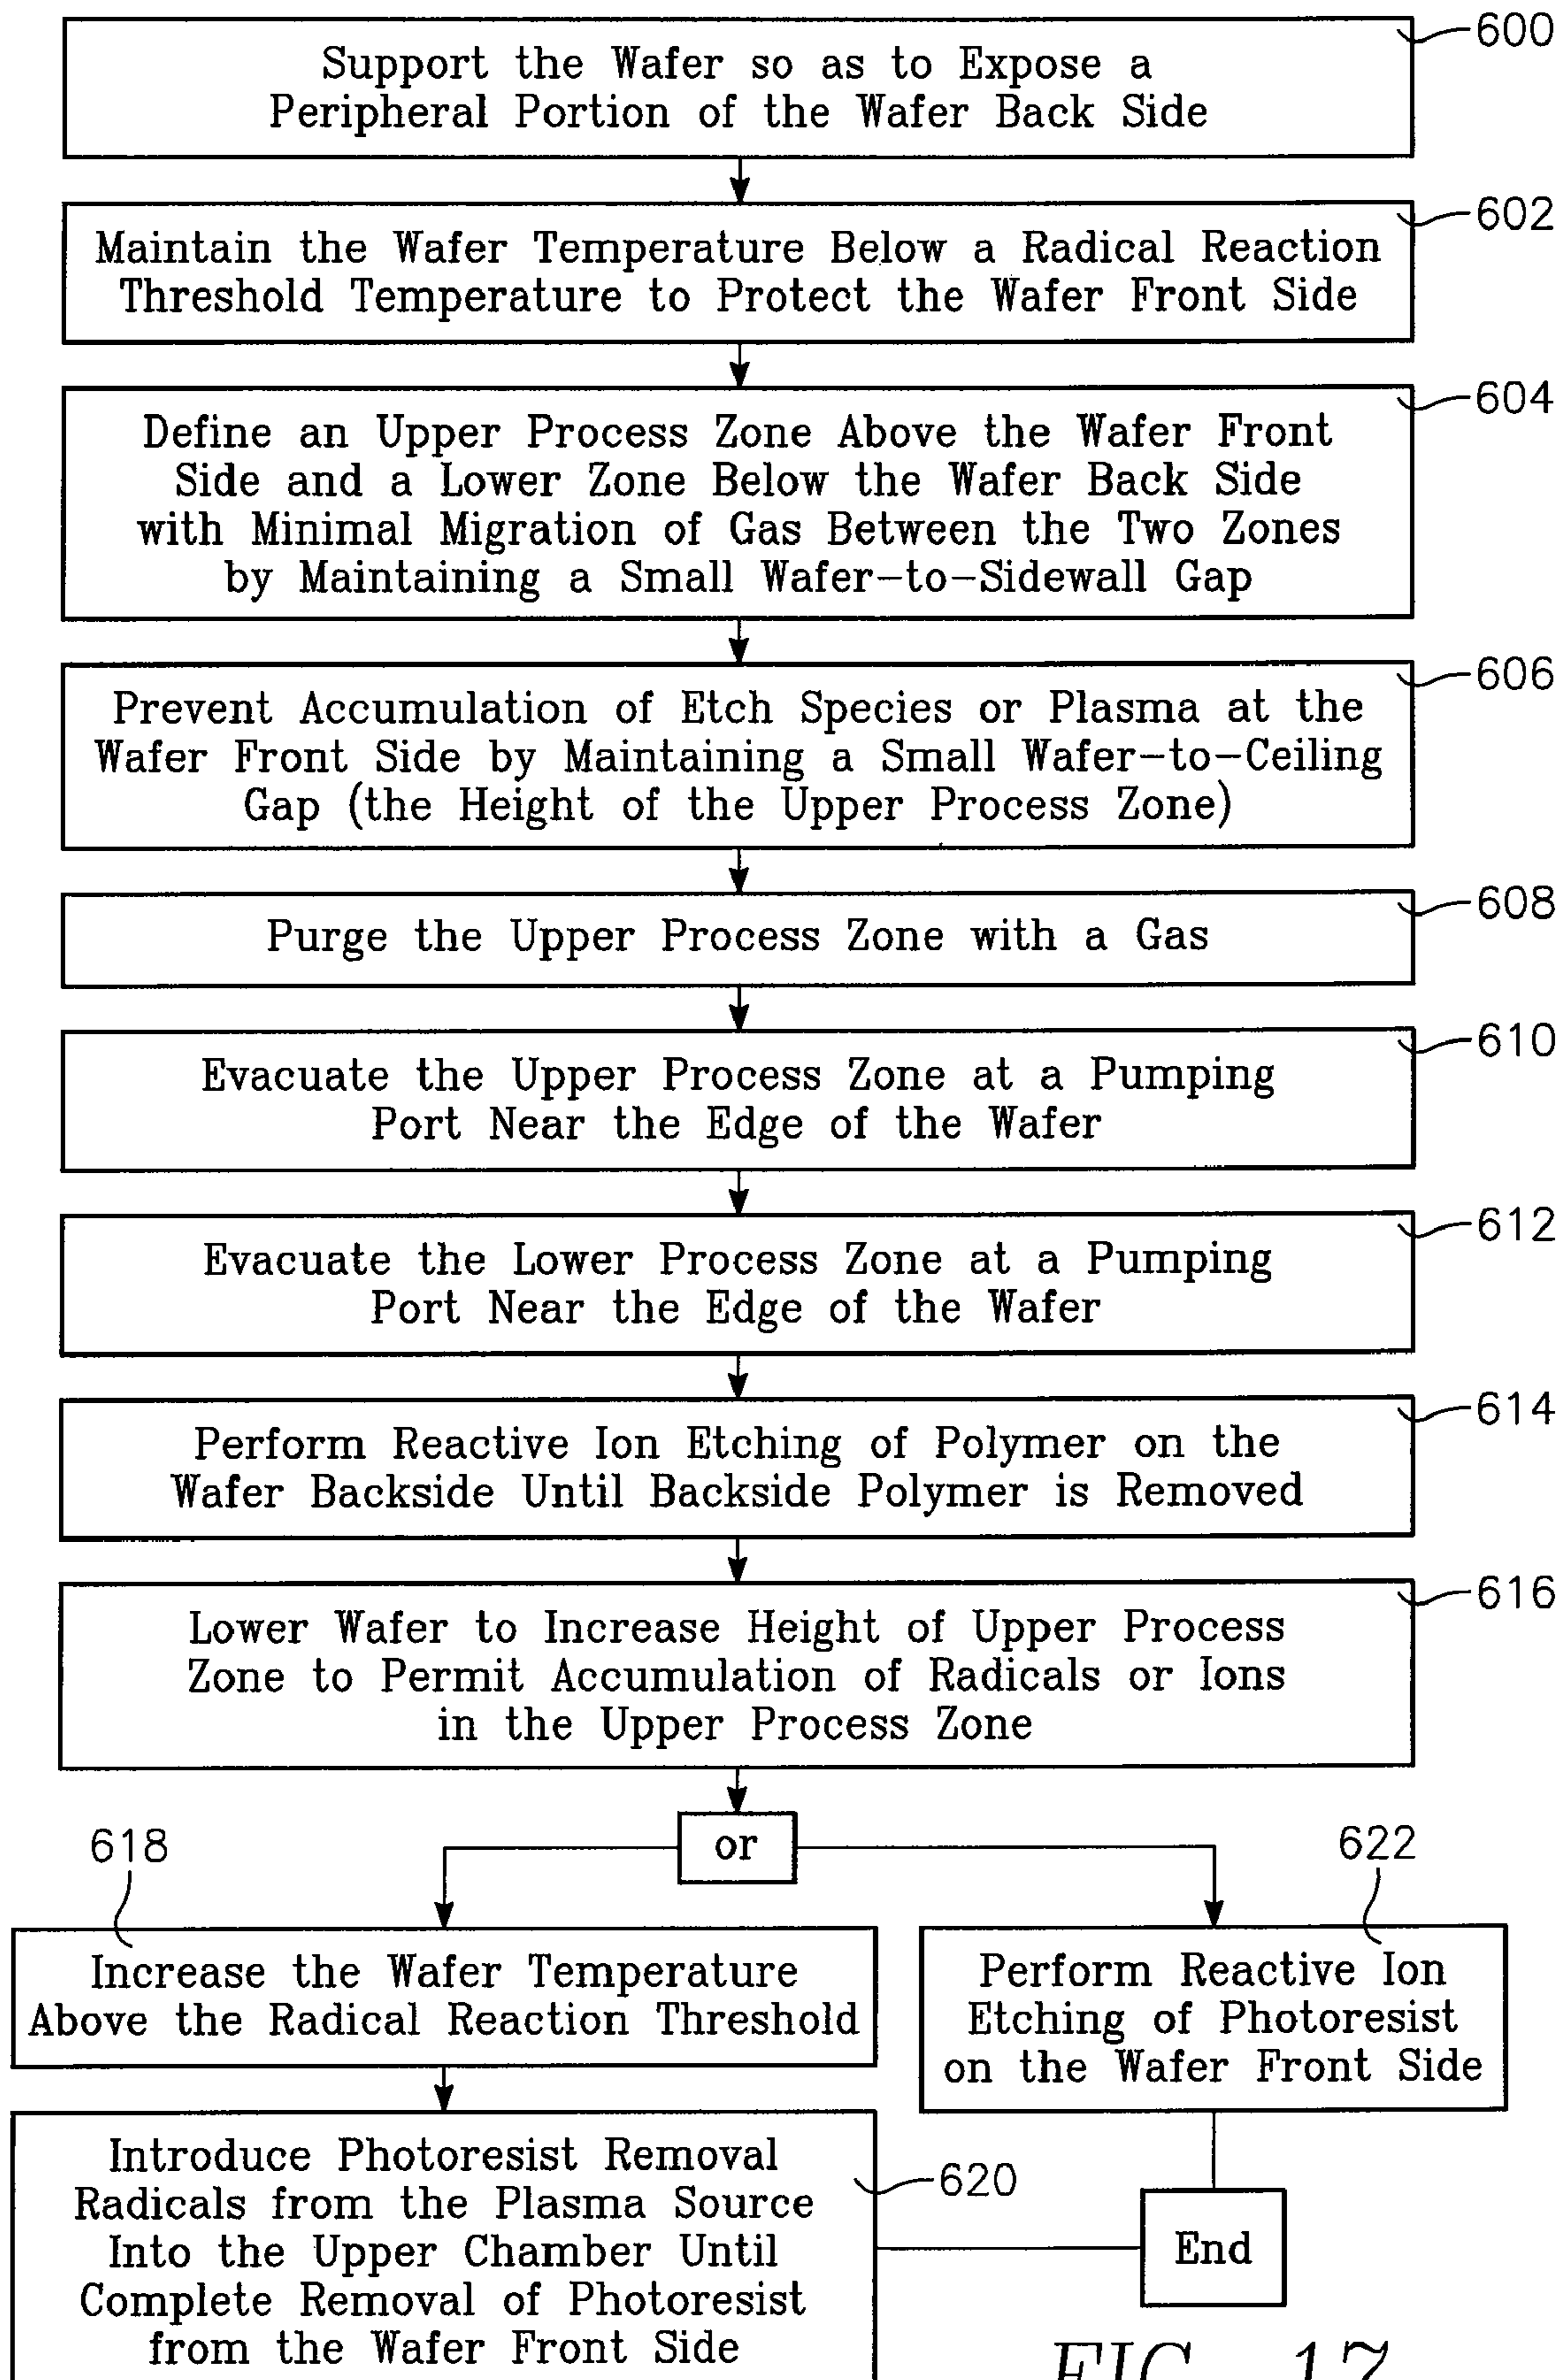 600
Support the Wafer so as to Expose a
Peripheral Portion of the Wafer Back Side
602
Maintain the Wafer Temperature Below a Radical Reaction
Threshold Temperature to Protect the Wafer Front Side
604
Define an Upper Process Zone Above the Wafer Front
Side and a Lower Zone Below the Wafer Back Side
with Minimal Migration of Gas Between the Two Zones
by Maintaining a Small Wafer-to-Sidewall Gap
606
Prevent Accumulation of Etch Species or Plasma at the
Wafer Front Side by Maintaining a Small Wafer-to-Ceiling
Gap (the Height of the Upper Process Zone)
608
Purge the Upper Process Zone with a Gas
610
Evacuate the Upper Process Zone at a Pumping
Port Near the Edge of the Wafer
612
Evacuate the Lower Process Zone at a Pumping
Port Near the Edge of the Wafer
614
Perform Reactive Ion Etching of Polymer on the
Wafer Backside Until Backside Polymer is Removed
616
Lower Wafer to Increase Height of Upper Process
Zone to Permit Accumulation of Radicals or Ions
in the Upper Process Zone
or
618
Increase the Wafer Temperature
Above the Radical Reaction Threshold
622
Perform Reactive Ion
Etching of Photoresist
on the Wafer Front Side
620
Introduce Photoresist Removal
Radicals from the Plasma Source
Into the Upper Chamber Until
Complete Removal of Photoresist
from the Wafer Front Side
End
FIG. 17